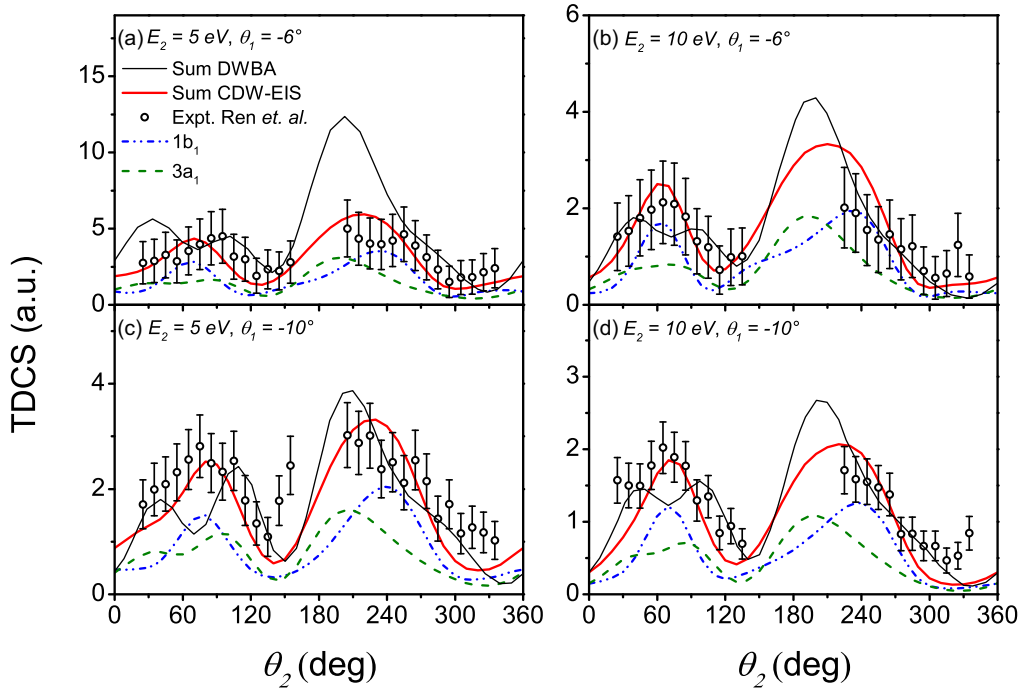 (a) E₂ = 5 eV, θ₁ = -6°
Sum DWBA
Sum CDW-EIS
Expt. Ren et. al.
1b₁
3a₁
18
12
6
0
(b) E₂ = 10 eV, θ₁ = -6°
6
4
2
0
(c) E₂ = 5 eV, θ₁ = -10°
4
2
0
0 60 120 180 240 300 360
(d) E₂ = 10 eV, θ₁ = -10°
3
2
1
0
0 60 120 180 240 300 360
TDCS (a.u.)
θ₂ (deg)
θ₂ (deg)